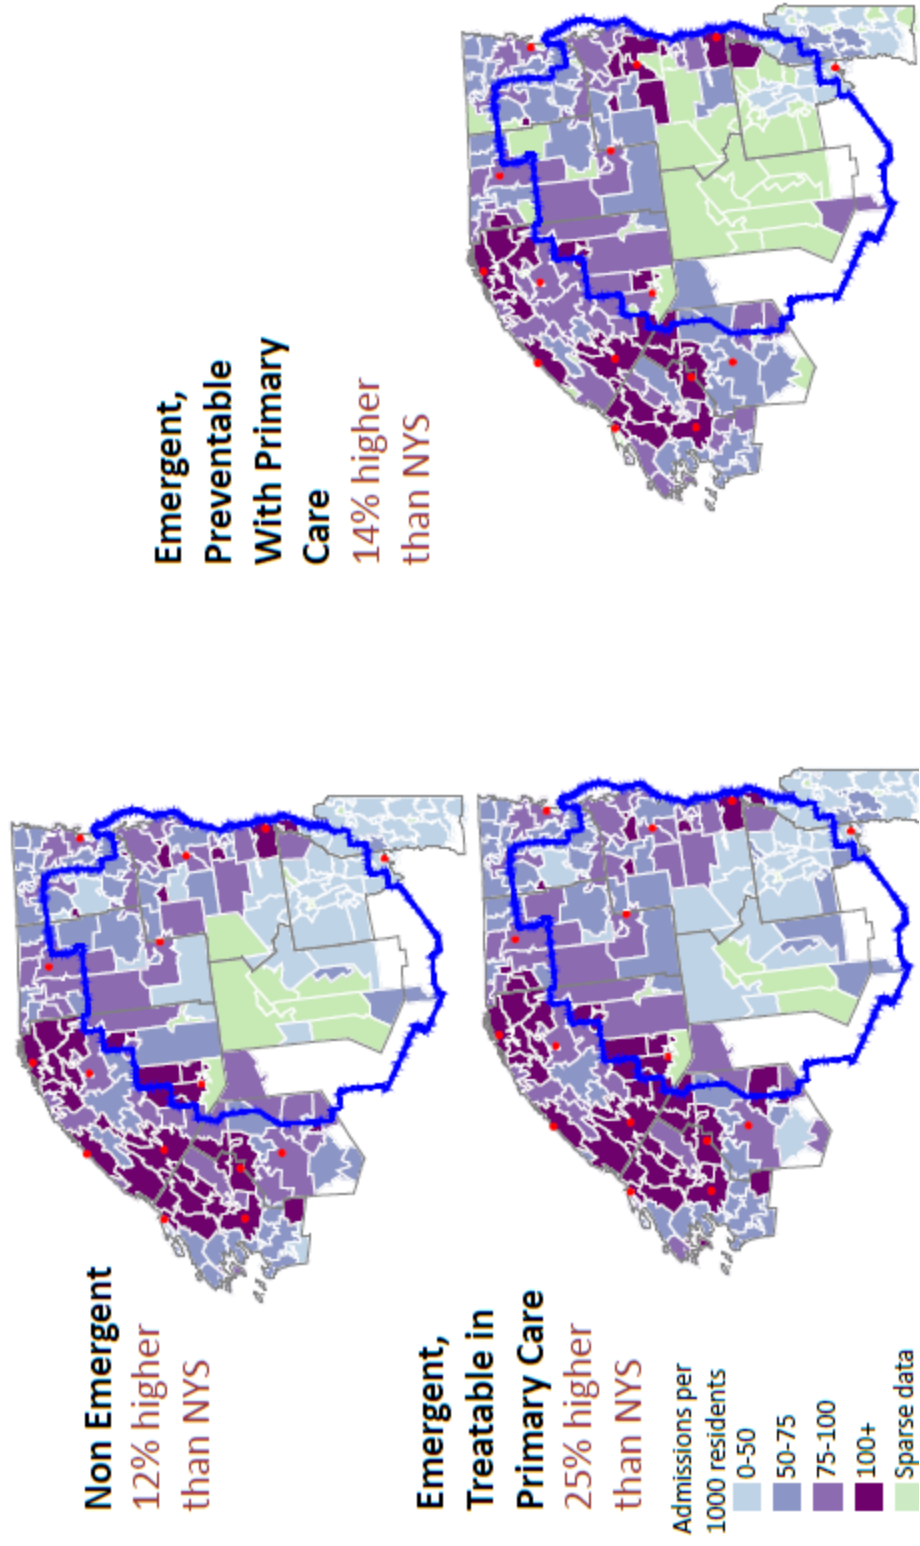 Non Emergent
12% higher
than NYS
Emergent,
Preventable
With Primary
Care
14% higher
than NYS
Emergent,
Treatable in
Primary Care
25% higher
than NYS
Admissions per
1000 residents
0-50
50-75
75-100
100+
Sparse data